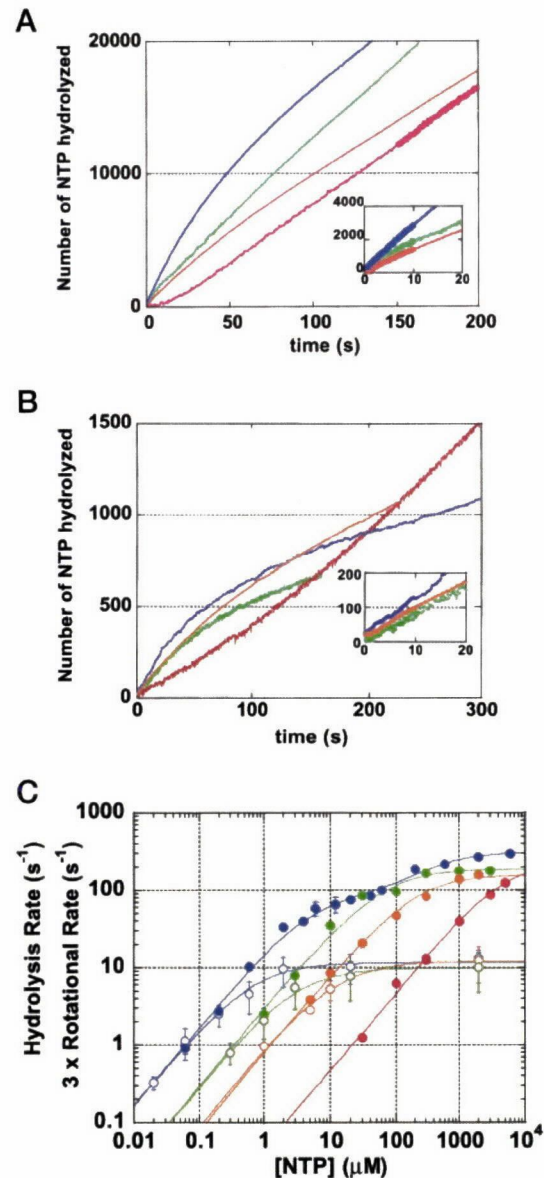 A
Number of NTP hydrolyzed
20000
10000
0
4000
2000
0
0 10 20
0 50 100 150 200
time (s)
B
Number of NTP hydrolyzed
1500
1000
500
0
200
100
0
0 10 20
0 100 200 300
time (s)
C
Hydrolysis Rate (s⁻¹)
3 x Rotational Rate (s⁻¹)
1000
100
10
1
0.1
0.01 0.1 1 10 100 1000 10⁴
[NTP] (µM)